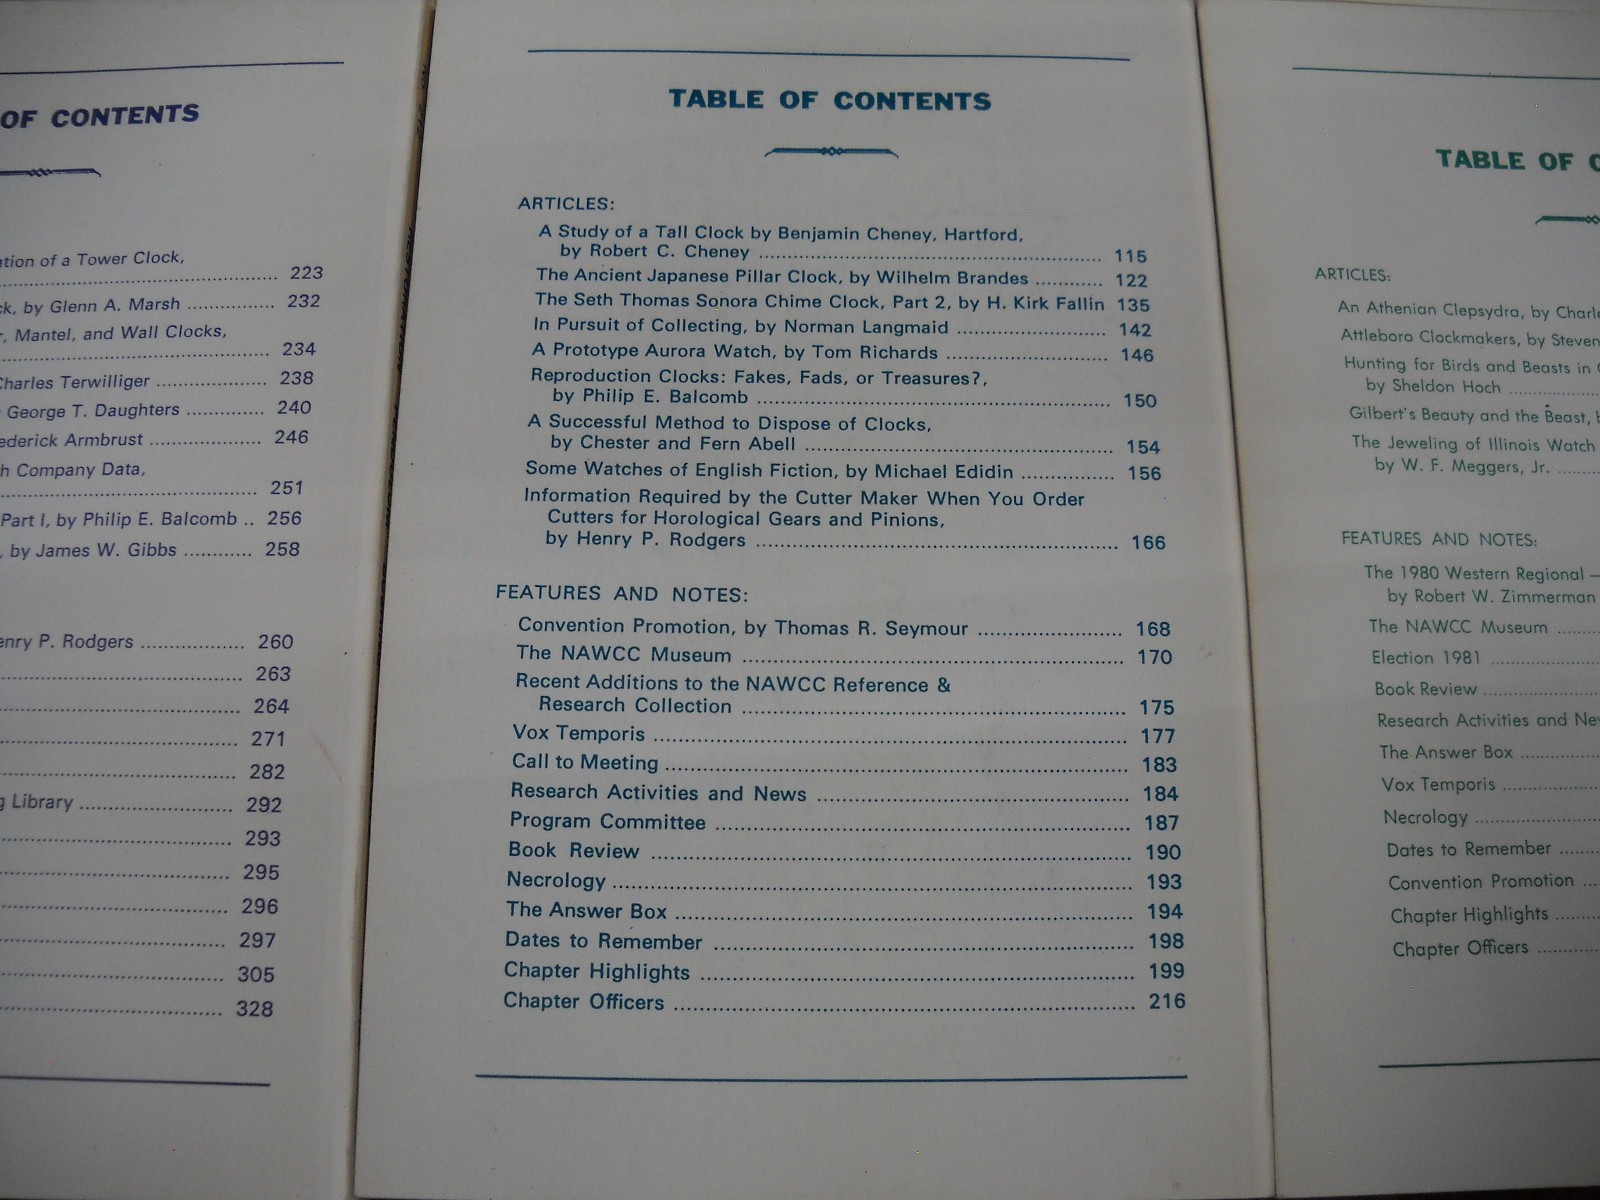 OF CONTENTS
tion of a Tower Clock,
........ 223
ck, by Glenn A. Marsh ........ 232
r, Mantel, and Wall Clocks,
........ 234
Charles Terwilliger ........ 238
George T. Daughters ........ 240
ederick Armbrust ........ 246
h Company Data,
........ 251
Part I, by Philip E. Balcomb .. 256
, by James W. Gibbs ........ 258
enry P. Rodgers ........ 260
........ 263
........ 264
........ 271
........ 282
g Library ........ 292
........ 293
........ 295
........ 296
........ 297
........ 305
........ 328
TABLE OF CONTENTS
ARTICLES:
A Study of a Tall Clock by Benjamin Cheney, Hartford,
by Robert C. Cheney ........ 115
The Ancient Japanese Pillar Clock, by Wilhelm Brandes ........ 122
The Seth Thomas Sonora Chime Clock, Part 2, by H. Kirk Fallin 135
In Pursuit of Collecting, by Norman Langmaid ........ 142
A Prototype Aurora Watch, by Tom Richards ........ 146
Reproduction Clocks: Fakes, Fads, or Treasures?,
by Philip E. Balcomb ........ 150
A Successful Method to Dispose of Clocks,
by Chester and Fern Abell ........ 154
Some Watches of English Fiction, by Michael Edidin ........ 156
Information Required by the Cutter Maker When You Order
Cutters for Horological Gears and Pinions,
by Henry P. Rodgers ........ 166
FEATURES AND NOTES:
Convention Promotion, by Thomas R. Seymour ........ 168
The NAWCC Museum ........ 170
Recent Additions to the NAWCC Reference &
Research Collection ........ 175
Vox Temporis ........ 177
Call to Meeting ........ 183
Research Activities and News ........ 184
Program Committee ........ 187
Book Review ........ 190
Necrology ........ 193
The Answer Box ........ 194
Dates to Remember ........ 198
Chapter Highlights ........ 199
Chapter Officers ........ 216
TABLE OF C
ARTICLES:
An Athenian Clepsydra, by Charl
Attleboro Clockmakers, by Steven
Hunting for Birds and Beasts in
by Sheldon Hoch ........
Gilbert's Beauty and the Beast,
The Jeweling of Illinois Watch
by W. F. Meggers, Jr. ........
FEATURES AND NOTES:
The 1980 Western Regional —
by Robert W. Zimmerman
The NAWCC Museum ........
Election 1981 ........
Book Review ........
Research Activities and Ne
The Answer Box ........
Vox Temporis ........
Necrology ........
Dates to Remember ........
Convention Promotion ...
Chapter Highlights ........
Chapter Officers ........